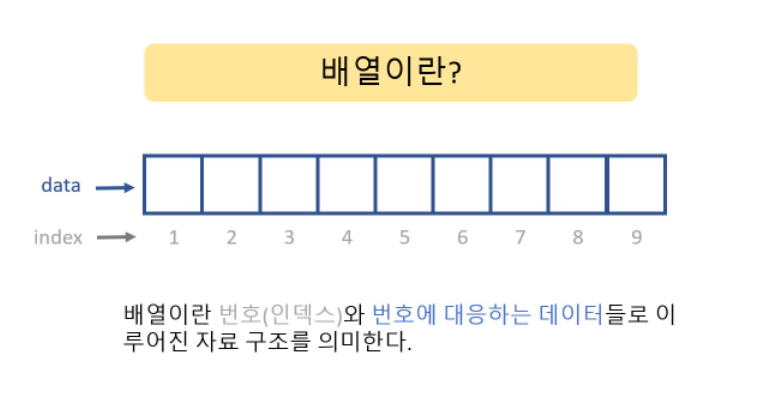 배열이란?
data
index 1 2 3 4 5 6 7 8 9
배열이란 번호(인덱스)와 번호에 대응하는 데이터들로 이
루어진 자료 구조를 의미한다.